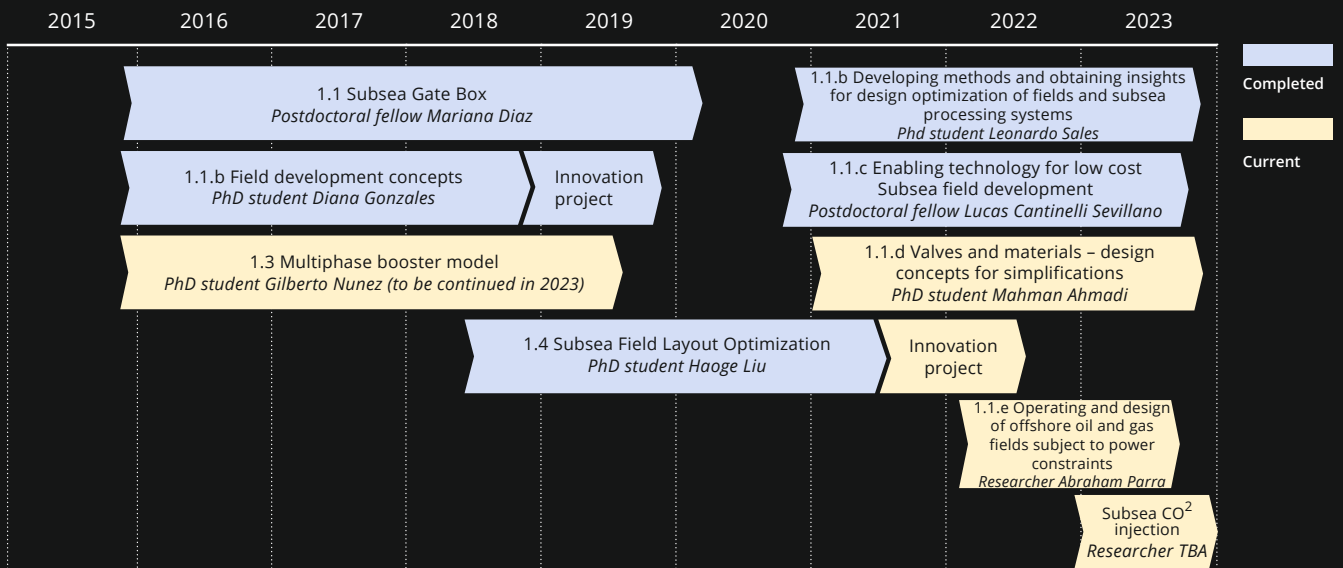 2015 2016 2017 2018 2019 2020 2021 2022 2023
Completed
Current
1.1 Subsea Gate Box
Postdoctoral fellow Mariana Diaz
1.1.b Developing methods and obtaining insights
for design optimization of fields and subsea
processing systems
Phd student Leonardo Sales
1.1.b Field development concepts
PhD student Diana Gonzales
Innovation
project
1.1.c Enabling technology for low cost
Subsea field development
Postdoctoral fellow Lucas Cantinelli Sevillano
1.3 Multiphase booster model
PhD student Gilberto Nunez (to be continued in 2023)
1.1.d Valves and materials – design
concepts for simplifications
PhD student Mahman Ahmadi
1.4 Subsea Field Layout Optimization
PhD student Haoge Liu
Innovation
project
1.1.e Operating and design
of offshore oil and gas
fields subject to power
constraints
Researcher Abraham Parra
Subsea CO²
injection
Researcher TBA